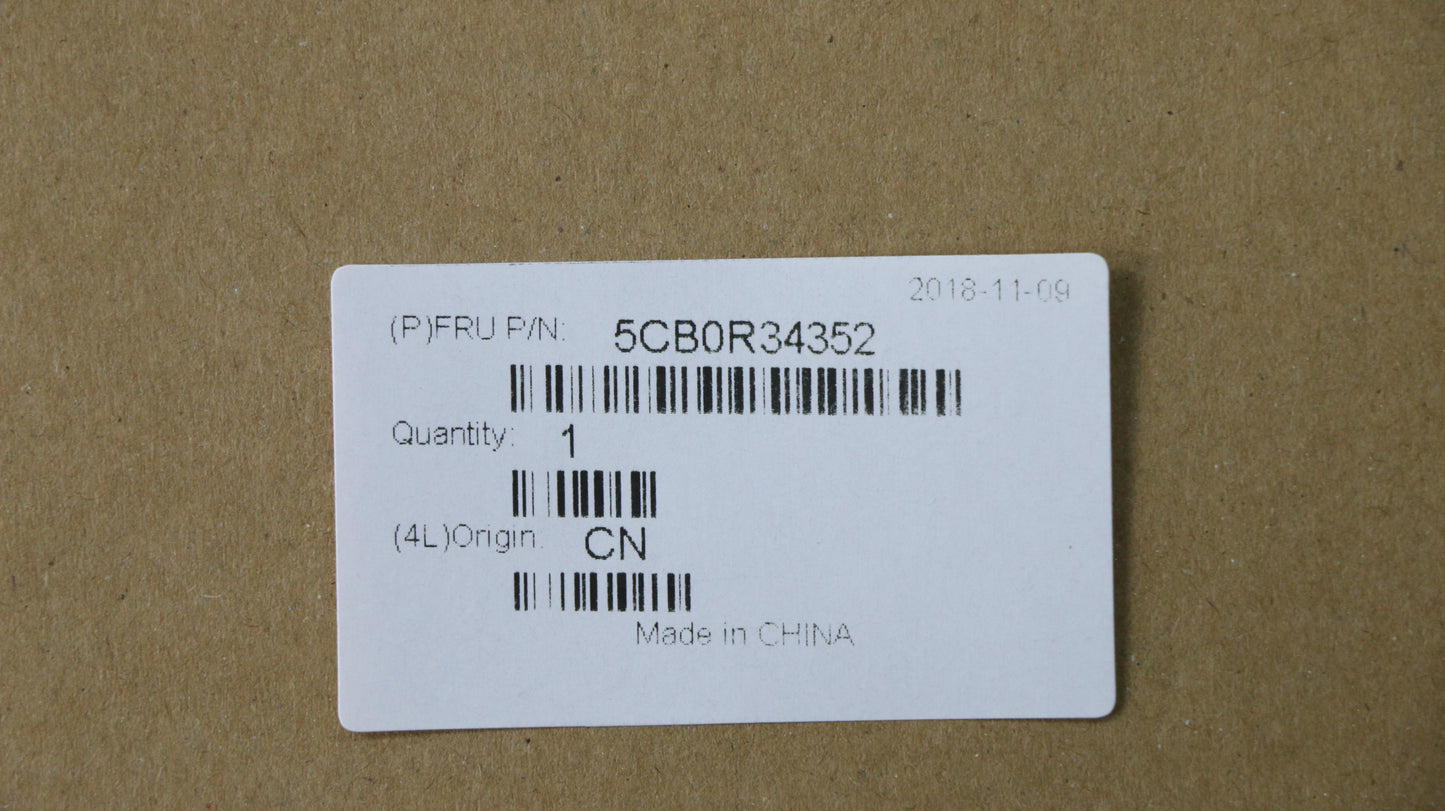 2018-11-09
(P)FRU P/N: 5CB0R34352
Quantity: 1
(4L)Origin: CN
Made in CHINA